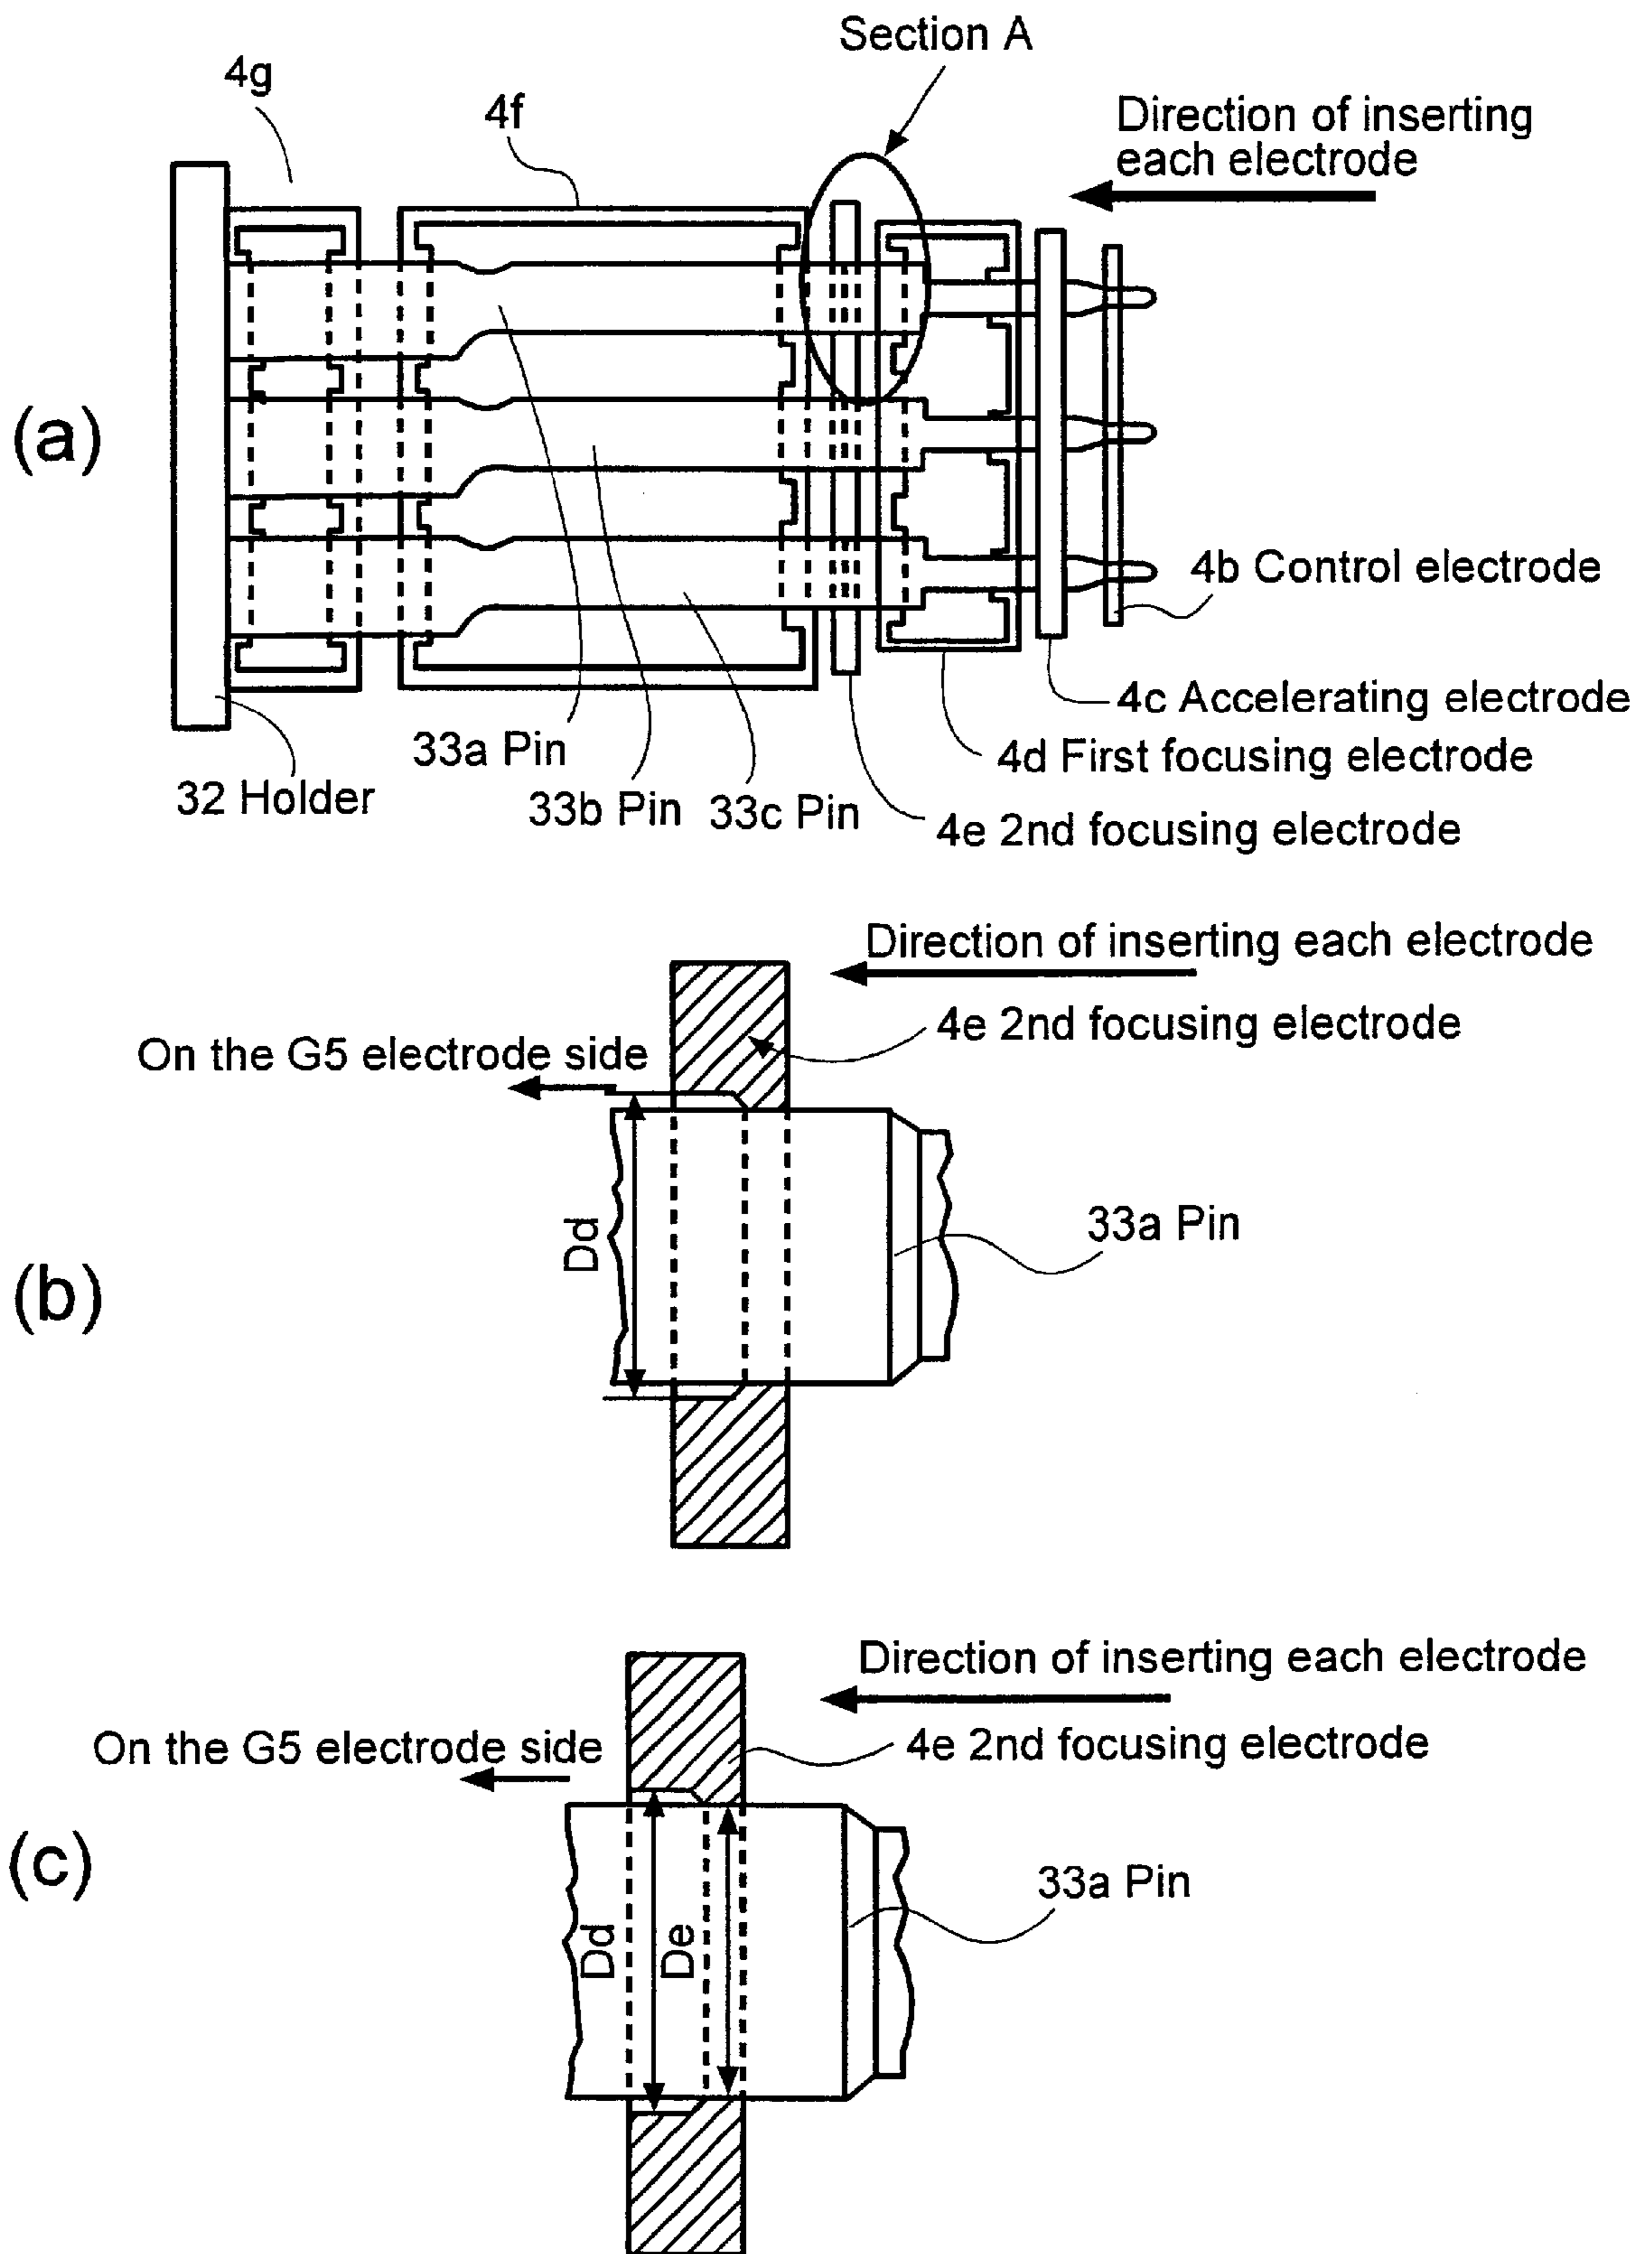 Section A
4g
4f
Direction of inserting
each electrode
(a)
4b Control electrode
4c Accelerating electrode
33a Pin
4d First focusing electrode
32 Holder
33b Pin
33c Pin
4e 2nd focusing electrode
Direction of inserting each electrode
4e 2nd focusing electrode
On the G5 electrode side
Dd
33a Pin
(b)
Direction of inserting each electrode
On the G5 electrode side
4e 2nd focusing electrode
(c)
Dd
De
33a Pin